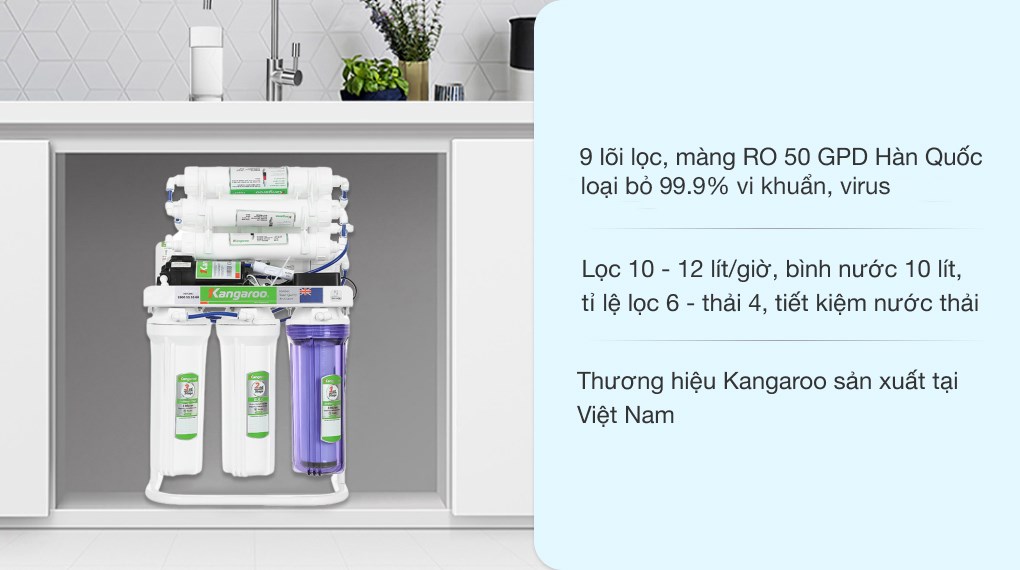 Kangaroo
9 lõi lọc, màng RO 50 GPD Hàn Quốc
loại bỏ 99.9% vi khuẩn, virus
Lọc 10 - 12 lít/giờ, bình nước 10 lít,
tỉ lệ lọc 6 - thải 4, tiết kiệm nước thải
Thương hiệu Kangaroo sản xuất tại
Việt Nam